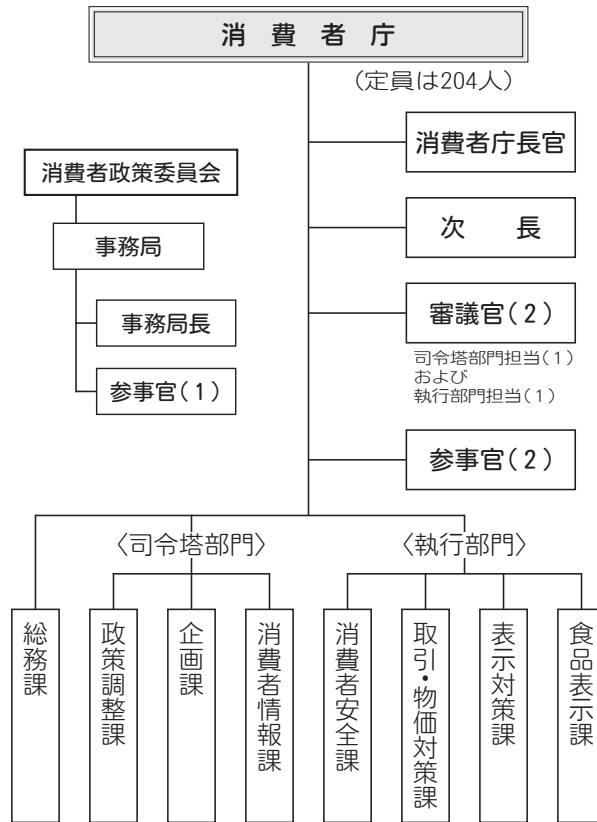 消費者庁
(定員は204人)
消費者政策委員会
事務局
事務局長
参事官(1)
消費者庁長官
次長
審議官(2)
司令塔部門担当(1)
および
執行部門担当(1)
参事官(2)
〈司令塔部門〉
〈執行部門〉
総務課
政策調整課
企画課
消費者情報課
消費者安全課
取引・物価対策課
表示対策課
食品表示課